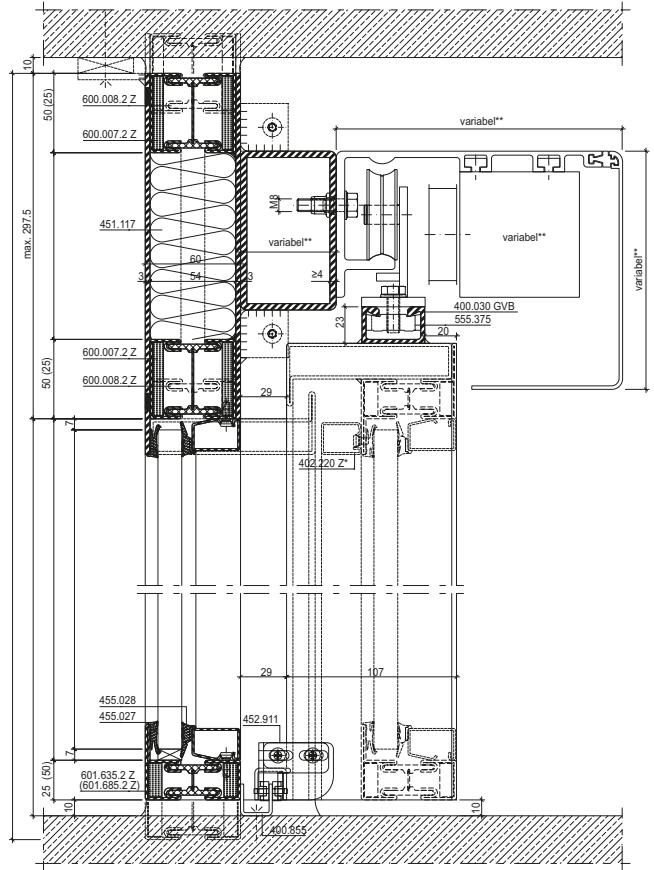 10
50 (25)
600.008.2 Z
600.007.2 Z
variabel**
M8
451.117
variabel**
variabel**
variabel**
max. 297.5
60
3
54
3
≥4
400.030 GVB
555.375
23
20
600.007.2 Z
600.008.2 Z
50 (25)
29
7
402.220 Z*
29
107
455.028
455.027
452.911
7
601.635.2 Z
(601.685.2 Z)
25 (50)
10
10
400.855